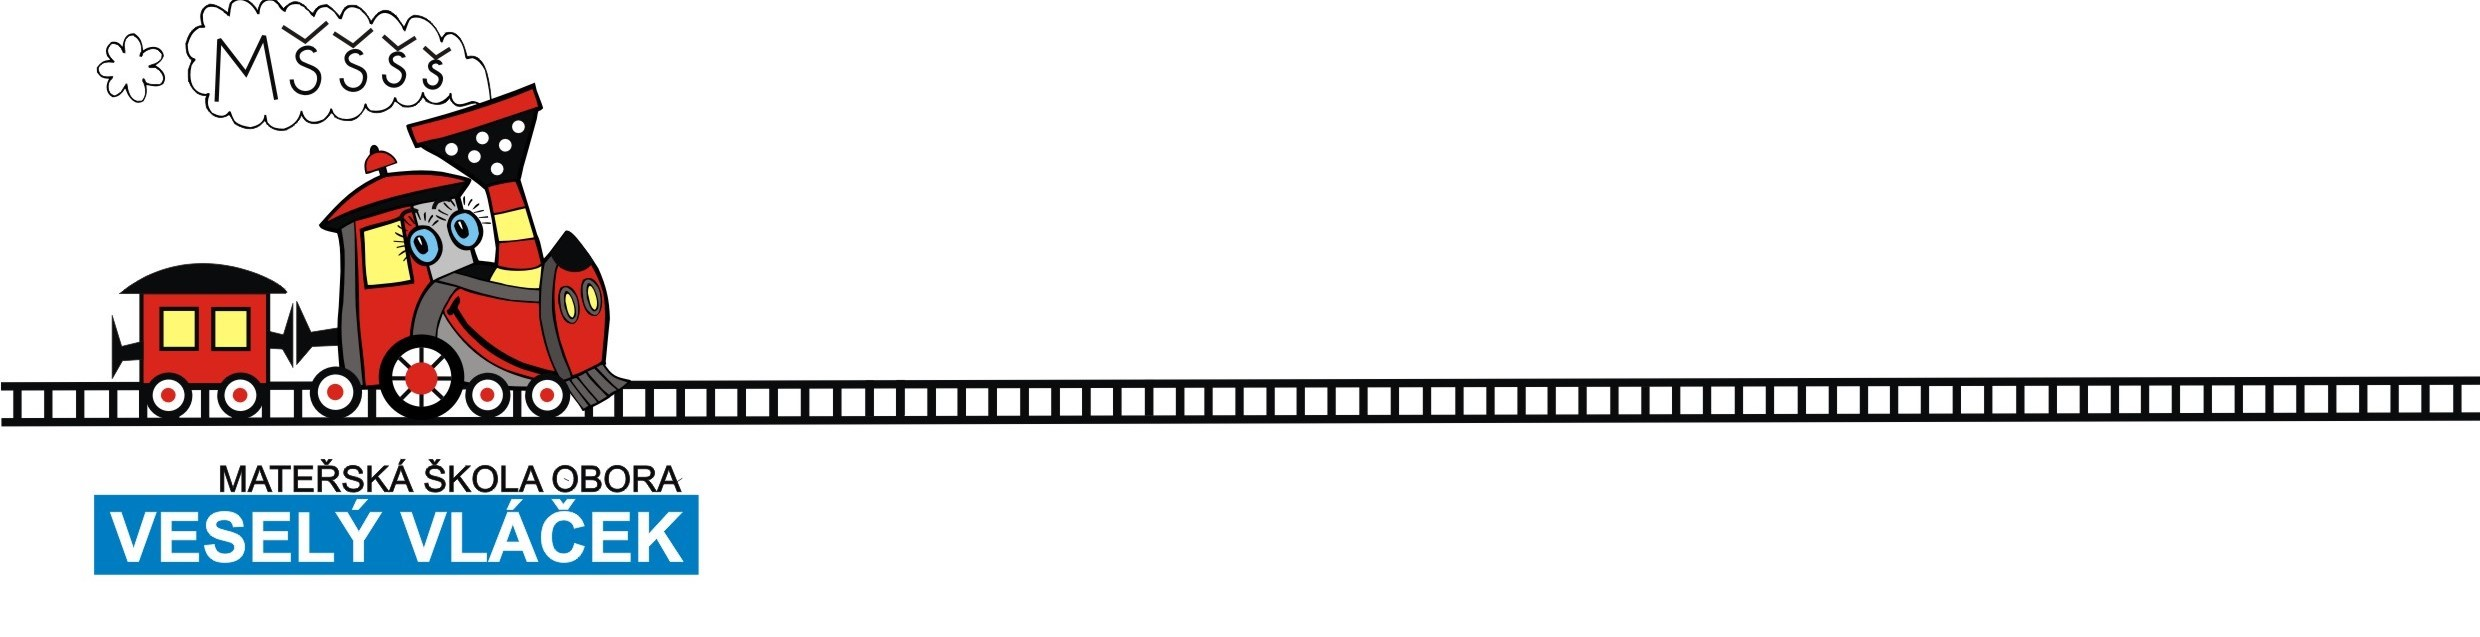 MŠŠŠŠ
MATEŘSKÁ ŠKOLA OBORA
VESELÝ VLÁČEK